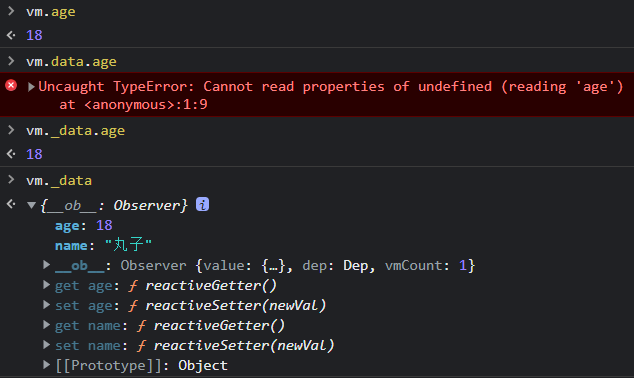 vm.age
18
vm.data.age
Uncaught TypeError: Cannot read properties of undefined (reading 'age')
at <anonymous>:1:9
vm._data.age
18
vm._data
{__ob__: Observer} i
age: 18
name: "丸子"
__ob__: Observer {value: {…}, dep: Dep, vmCount: 1}
get age: ƒ reactiveGetter()
set age: ƒ reactiveSetter(newVal)
get name: ƒ reactiveGetter()
set name: ƒ reactiveSetter(newVal)
[[Prototype]]: Object